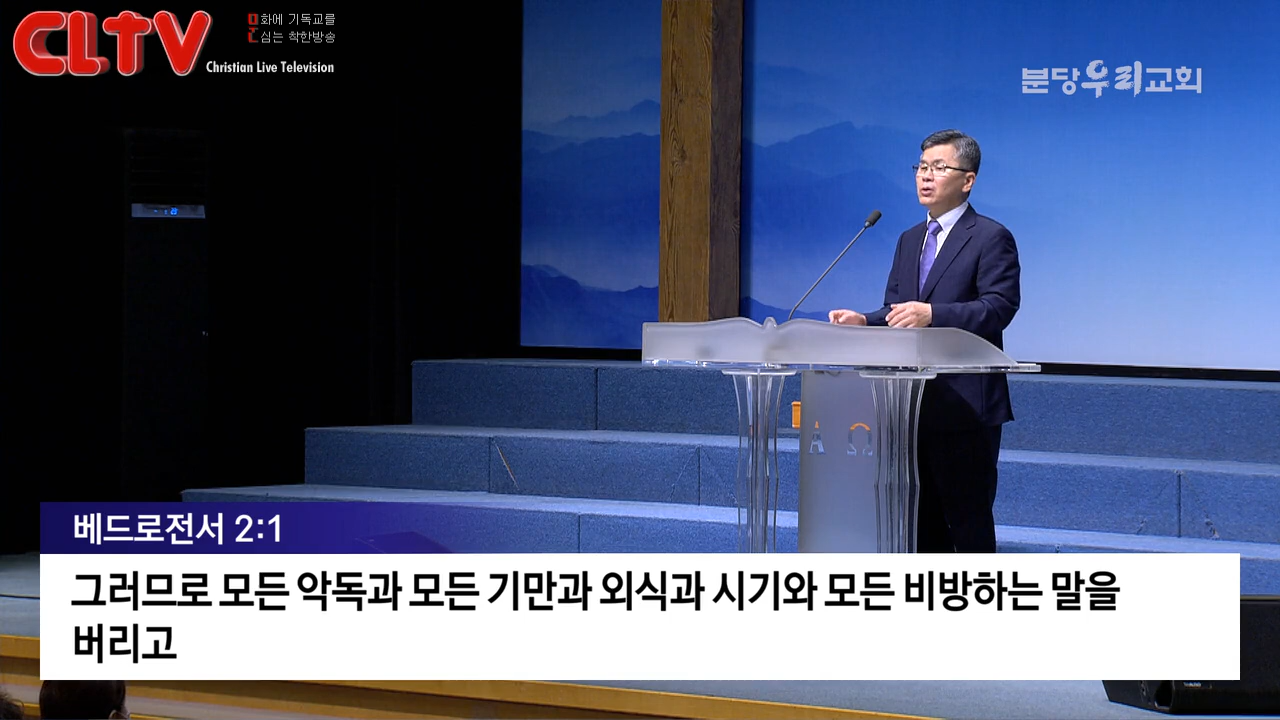 CLTV
문화에 기독교를
심는 착한방송
Christian Live Television
분당우리교회
Α Ω
베드로전서 2:1
그러므로 모든 악독과 모든 기만과 외식과 시기와 모든 비방하는 말을
버리고